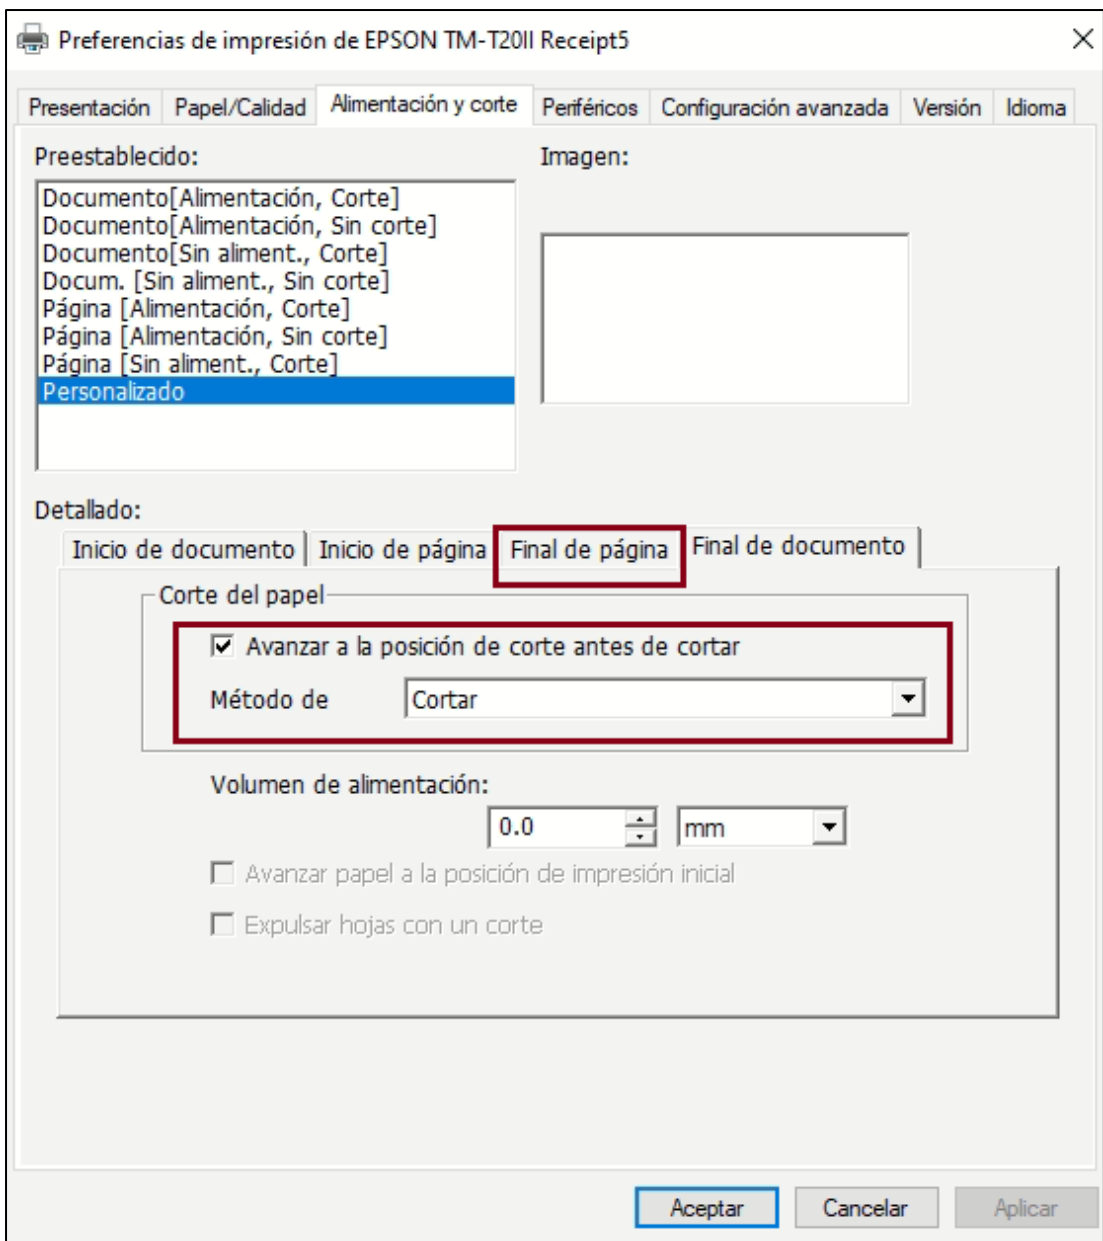 Preferencias de impresión de EPSON TM-T20II Receipt5
Presentación Papel/Calidad Alimentación y corte Periféricos Configuración avanzada Versión Idioma
Preestablecido: Imagen:
Documento[Alimentación, Corte]
Documento[Alimentación, Sin corte]
Documento[Sin aliment., Corte]
Docum. [Sin aliment., Sin corte]
Página [Alimentación, Corte]
Página [Alimentación, Sin corte]
Página [Sin aliment., Corte]
Personalizado
Detallado:
Inicio de documento Inicio de página Final de página Final de documento
Corte del papel
Avanzar a la posición de corte antes de cortar
Método de Cortar
Volumen de alimentación:
0.0 mm
Avanzar papel a la posición de impresión inicial
Expulsar hojas con un corte
Aceptar Cancelar Aplicar